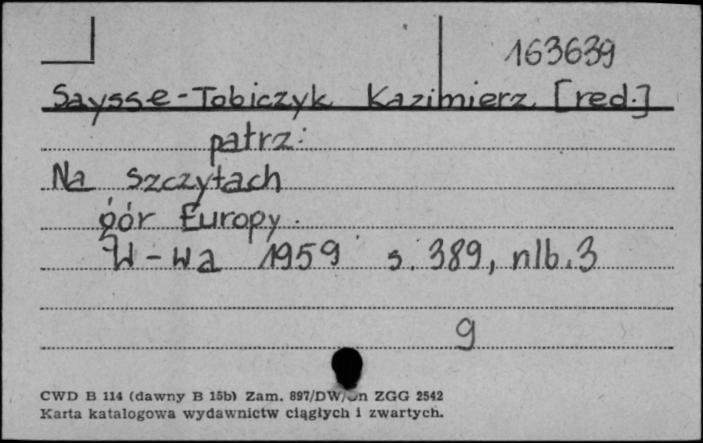 163639
Saysse-Tobiczyk Kazimierz [red.]
patrz:
Na szczytach
gór Europy.
W-wa 1959 s. 389, nlb. 3
g
CWD B 114 (dawny B 15b) Zam. 897/DW/ ZGG 2542
Karta katalogowa wydawnictw ciągłych i zwartych.